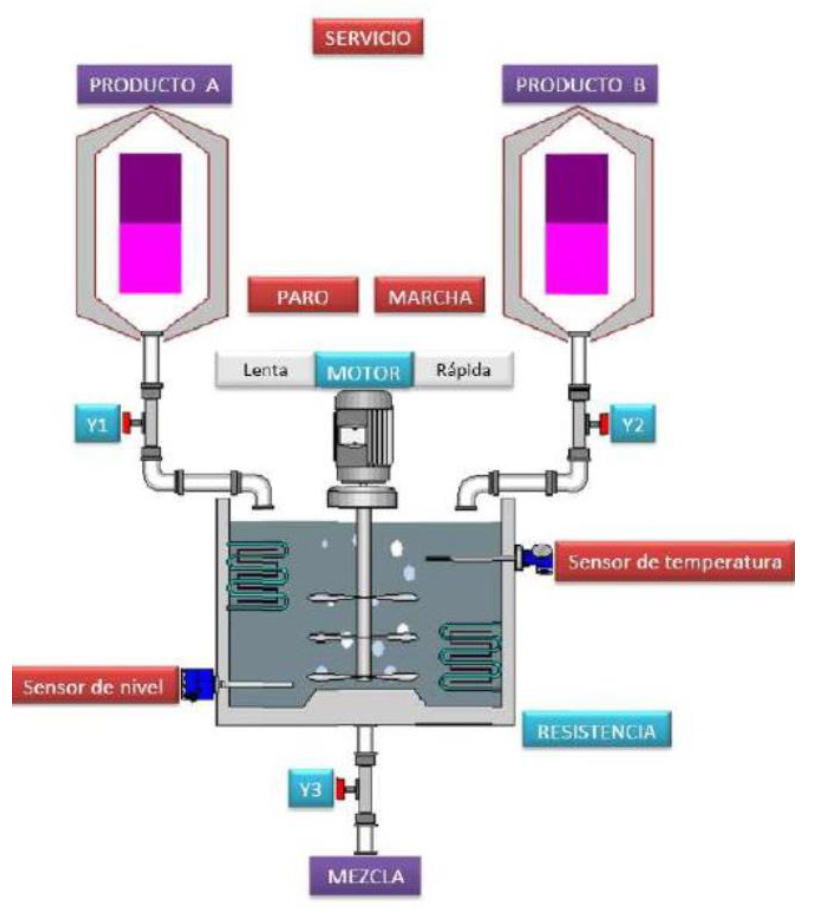 SERVICIO
PRODUCTO A
PRODUCTO B
PARO
MARCHA
Lenta
MOTOR
Rápida
Y1
Y2
Sensor de temperatura
Sensor de nivel
RESISTENCIA
Y3
MEZCLA